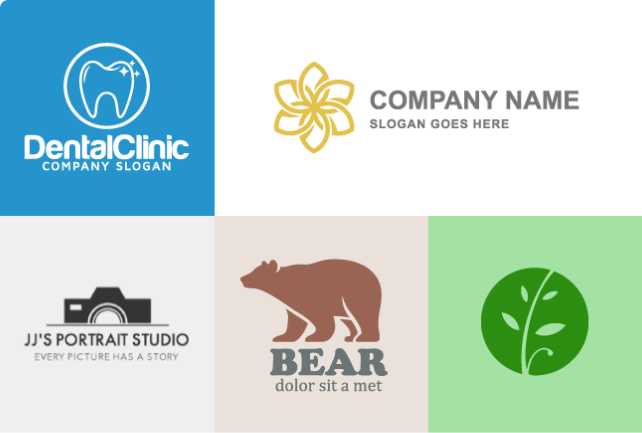 DentalClinic
COMPANY SLOGAN
COMPANY NAME
SLOGAN GOES HERE
JJ'S PORTRAIT STUDIO
EVERY PICTURE HAS A STORY
BEAR
dolor sit a met